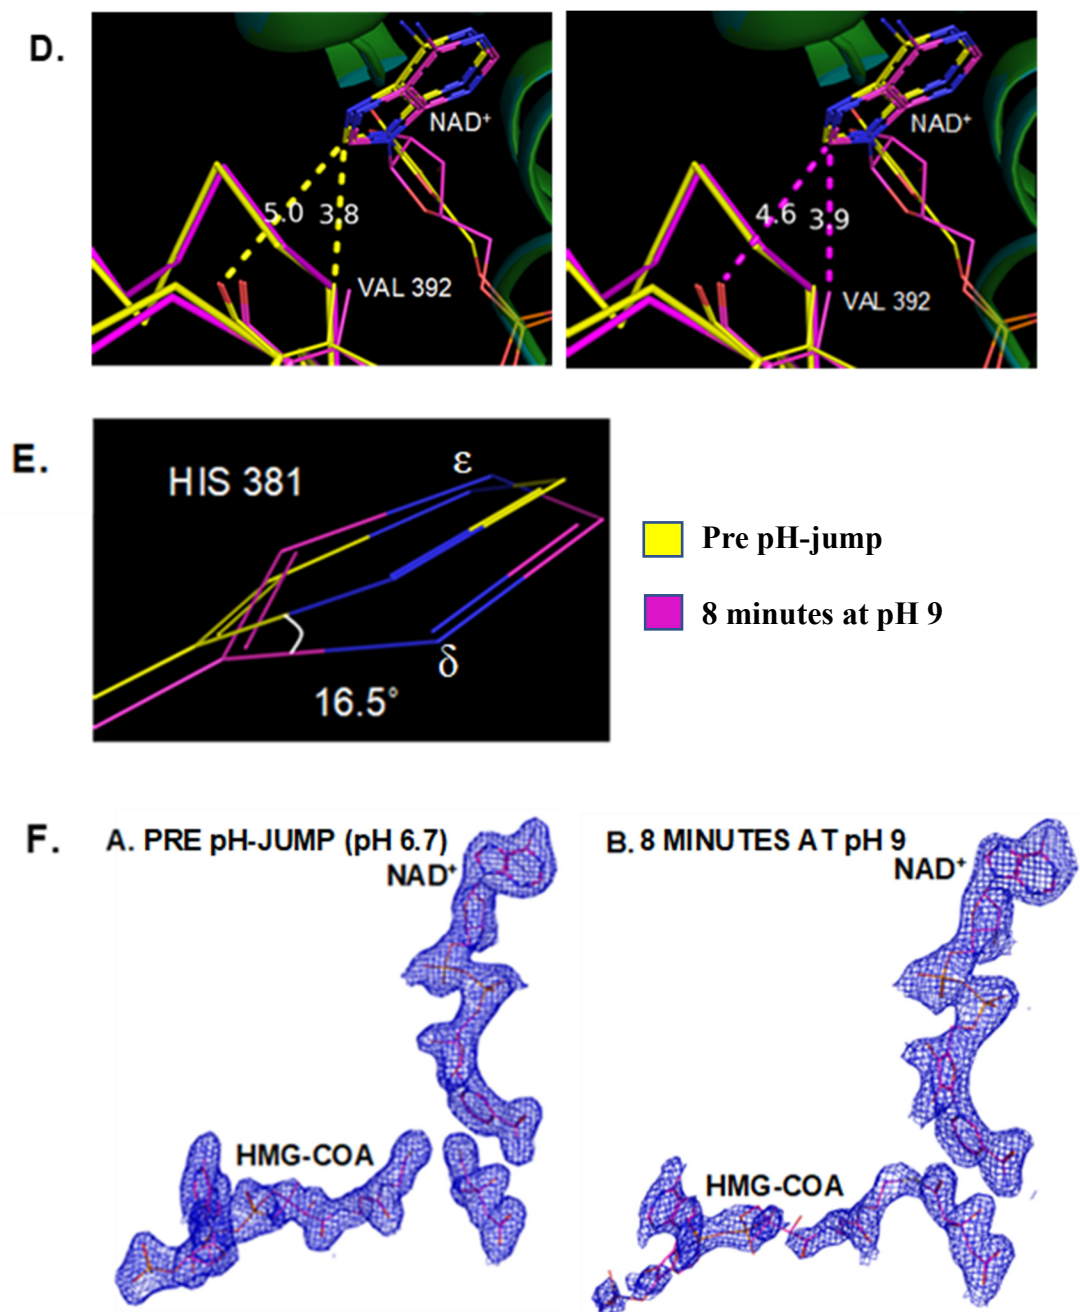 D.
NAD⁺
5.0 3.8
VAL 392
NAD⁺
4.6 3.9
VAL 392
E.
HIS 381
ε
δ
16.5°
Pre pH-jump
8 minutes at pH 9
F.
A. PRE pH-JUMP (pH 6.7)
NAD⁺
HMG-COA
B. 8 MINUTES AT pH 9
NAD⁺
HMG-COA